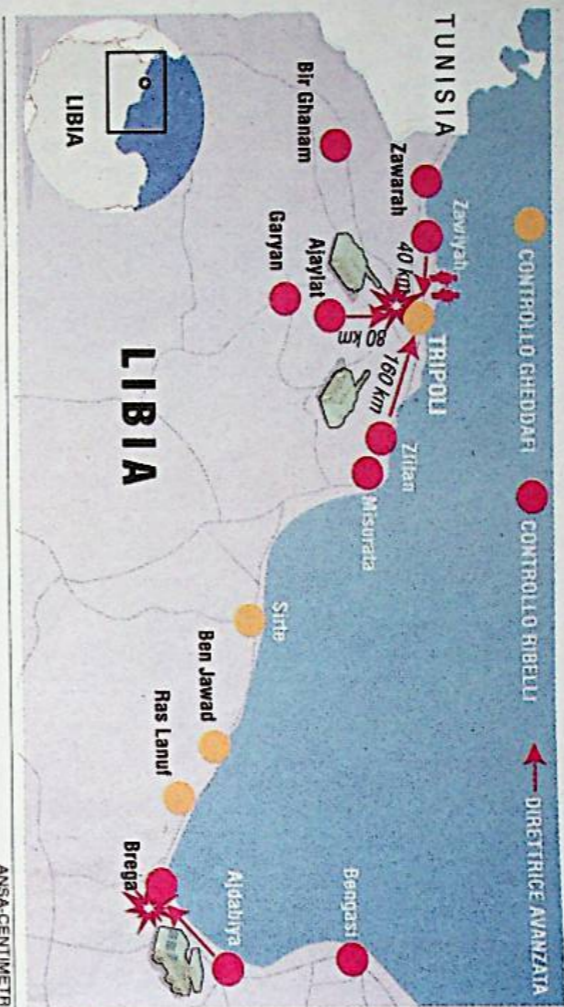 CONTROLLO GHEDDAFI
CONTROLLO RIBELLI
DIRETTRICE AVANZATA
TUNISIA
Zawarah
Zawriyah
40 km
TRIPOLI
Bir Ghanam
Ajaylat
80 km
Garyan
160 km
Zlitan
Misurata
LIBIA
Sirte
Ben Jawad
Ras Lanuf
Brega
Ajdabiya
Bengasi
LIBIA
ANSA-CENTIMETR